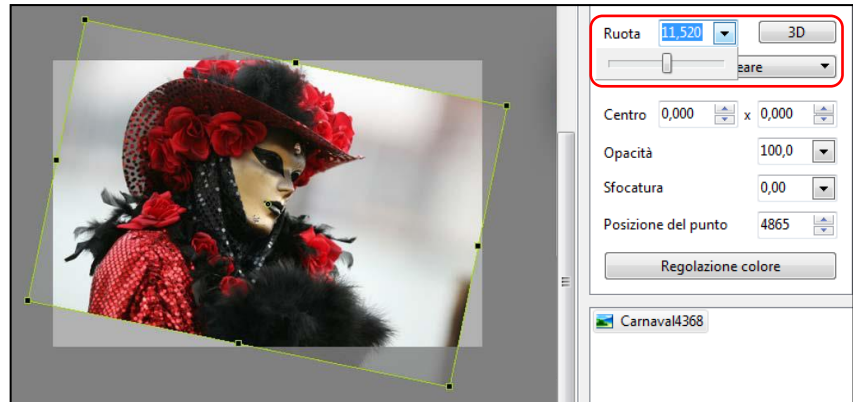 Ruota 11,520 3D
eare
Centro 0,000 x 0,000
Opacità 100,0
Sfocatura 0,00
Posizione del punto 4865
Regolazione colore
Carnaval4368